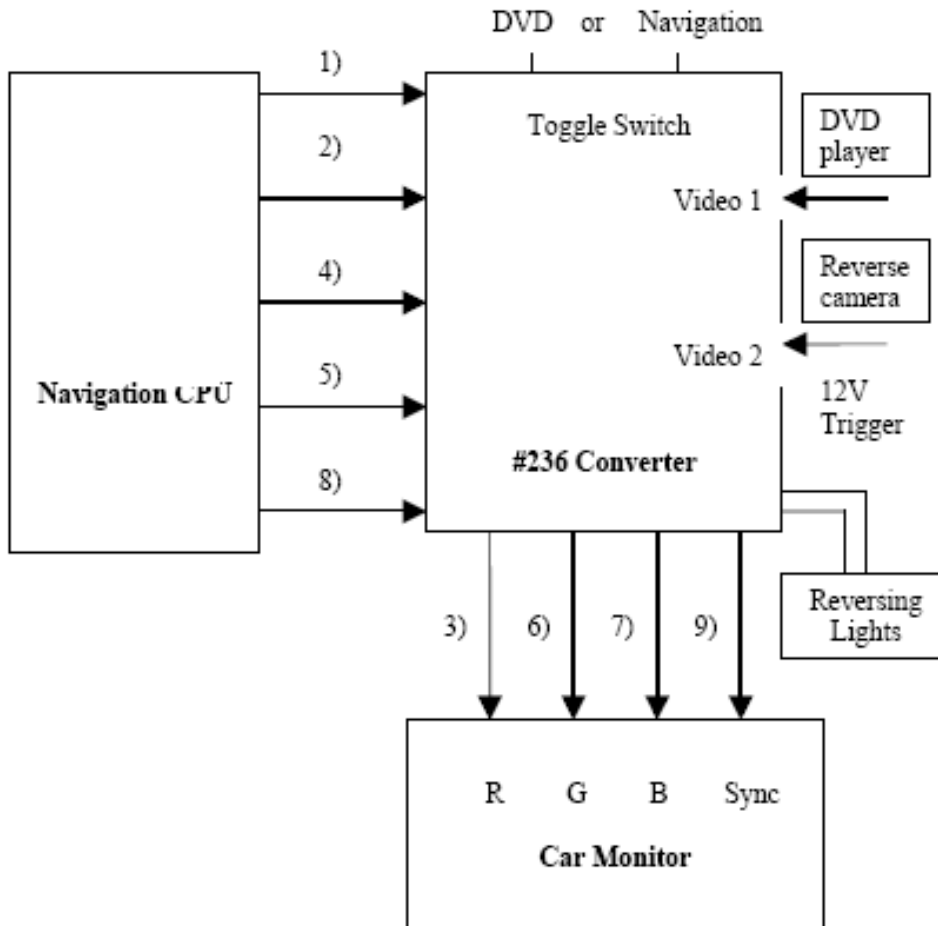 DVD or Navigation
1)
Toggle Switch
DVD
player
2)
Video 1
4)
Reverse
camera
Video 2
5)
Navigation CPU
12V
Trigger
#236 Converter
8)
Reversing
Lights
3) 6) 7) 9)
R G B Sync
Car Monitor